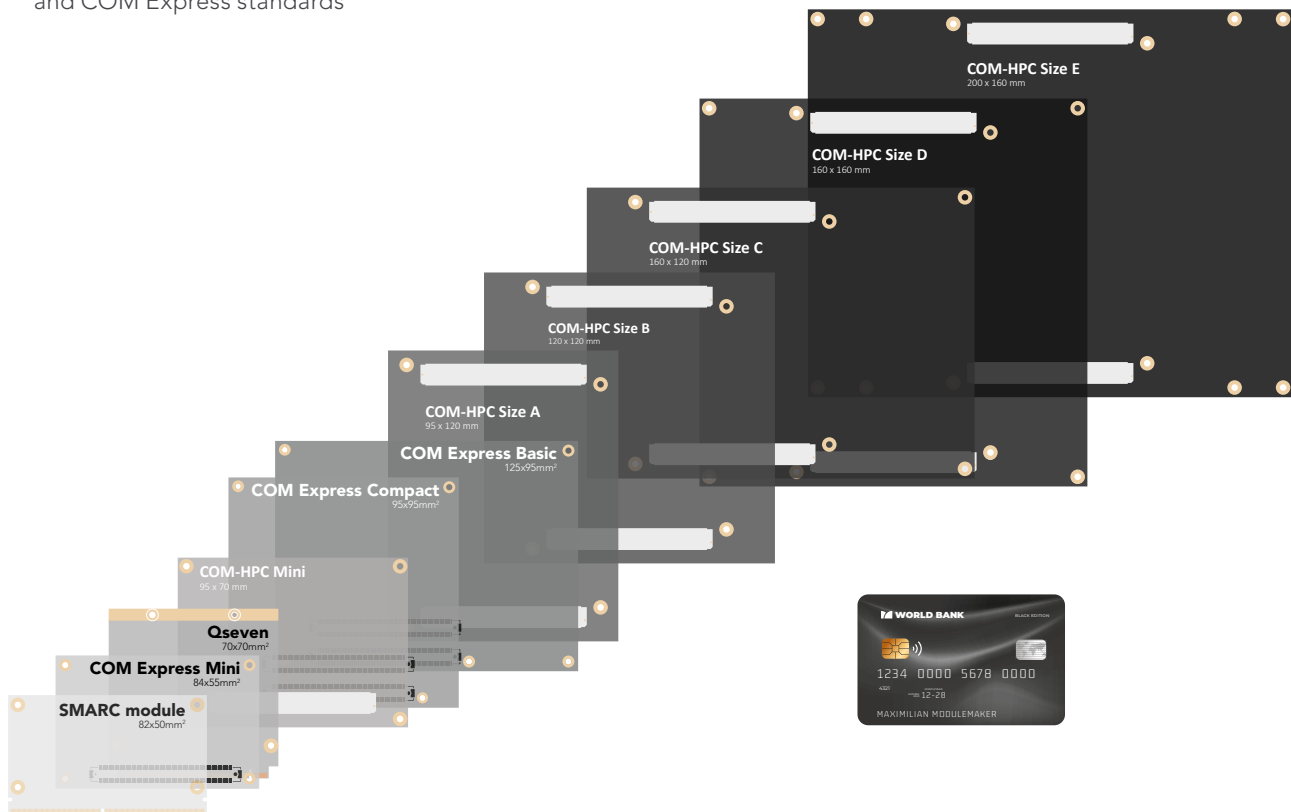 and COM Express standards
COM-HPC Size E
200 x 160 mm
COM-HPC Size D
160 x 160 mm
COM-HPC Size C
160 x 120 mm
COM-HPC Size B
120 x 120 mm
COM-HPC Size A
95 x 120 mm
COM Express Basic
125x95mm²
COM Express Compact
95x95mm²
COM-HPC Mini
95 x 70 mm
Qseven
70x70mm²
COM Express Mini
84x55mm²
SMARC module
82x50mm²
WORLD BANK
BLACK EDITION
1234 0000 5678 0000
12-28
MAXIMILIAN MODULEMAKER